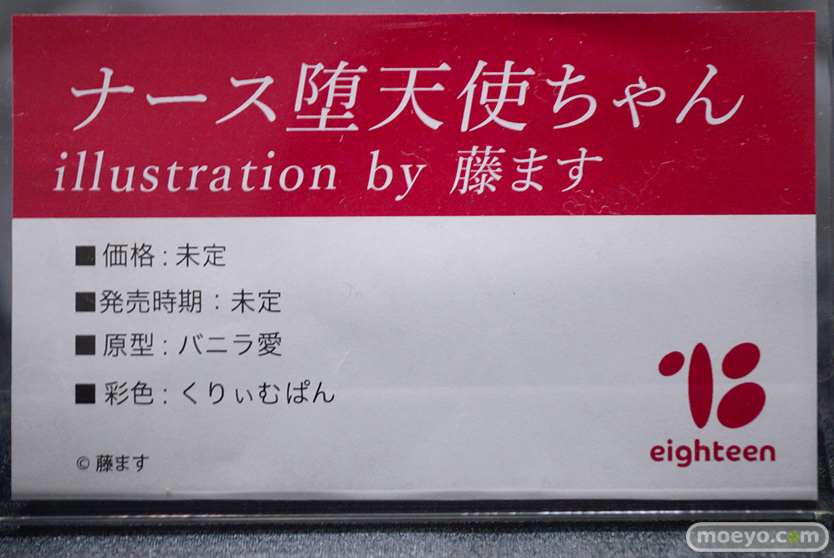 ナース堕天使ちゃん
illustration by 藤ます
■ 価格 : 未定
■発売時期：未定
■ 原型 : バニラ愛
■ 彩色 : くりぃむぱん
eighteen
© 藤ます
moeyo.com